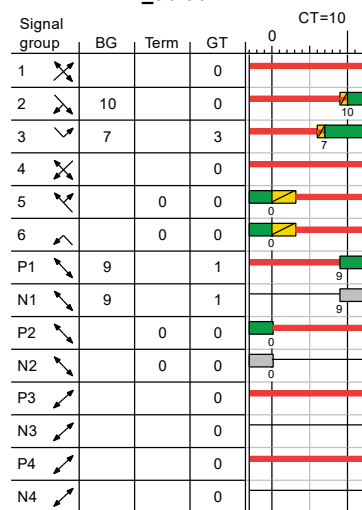 CT=10
Signal group BG Term GT 0
1 0
2 10 0 10
3 7 3 7
4 0
5 0 0 0
6 0 0 0
P1 9 1 9
N1 9 1 9
P2 0 0 0
N2 0 0 0
P3 0
N3 0
P4 0
N4 0